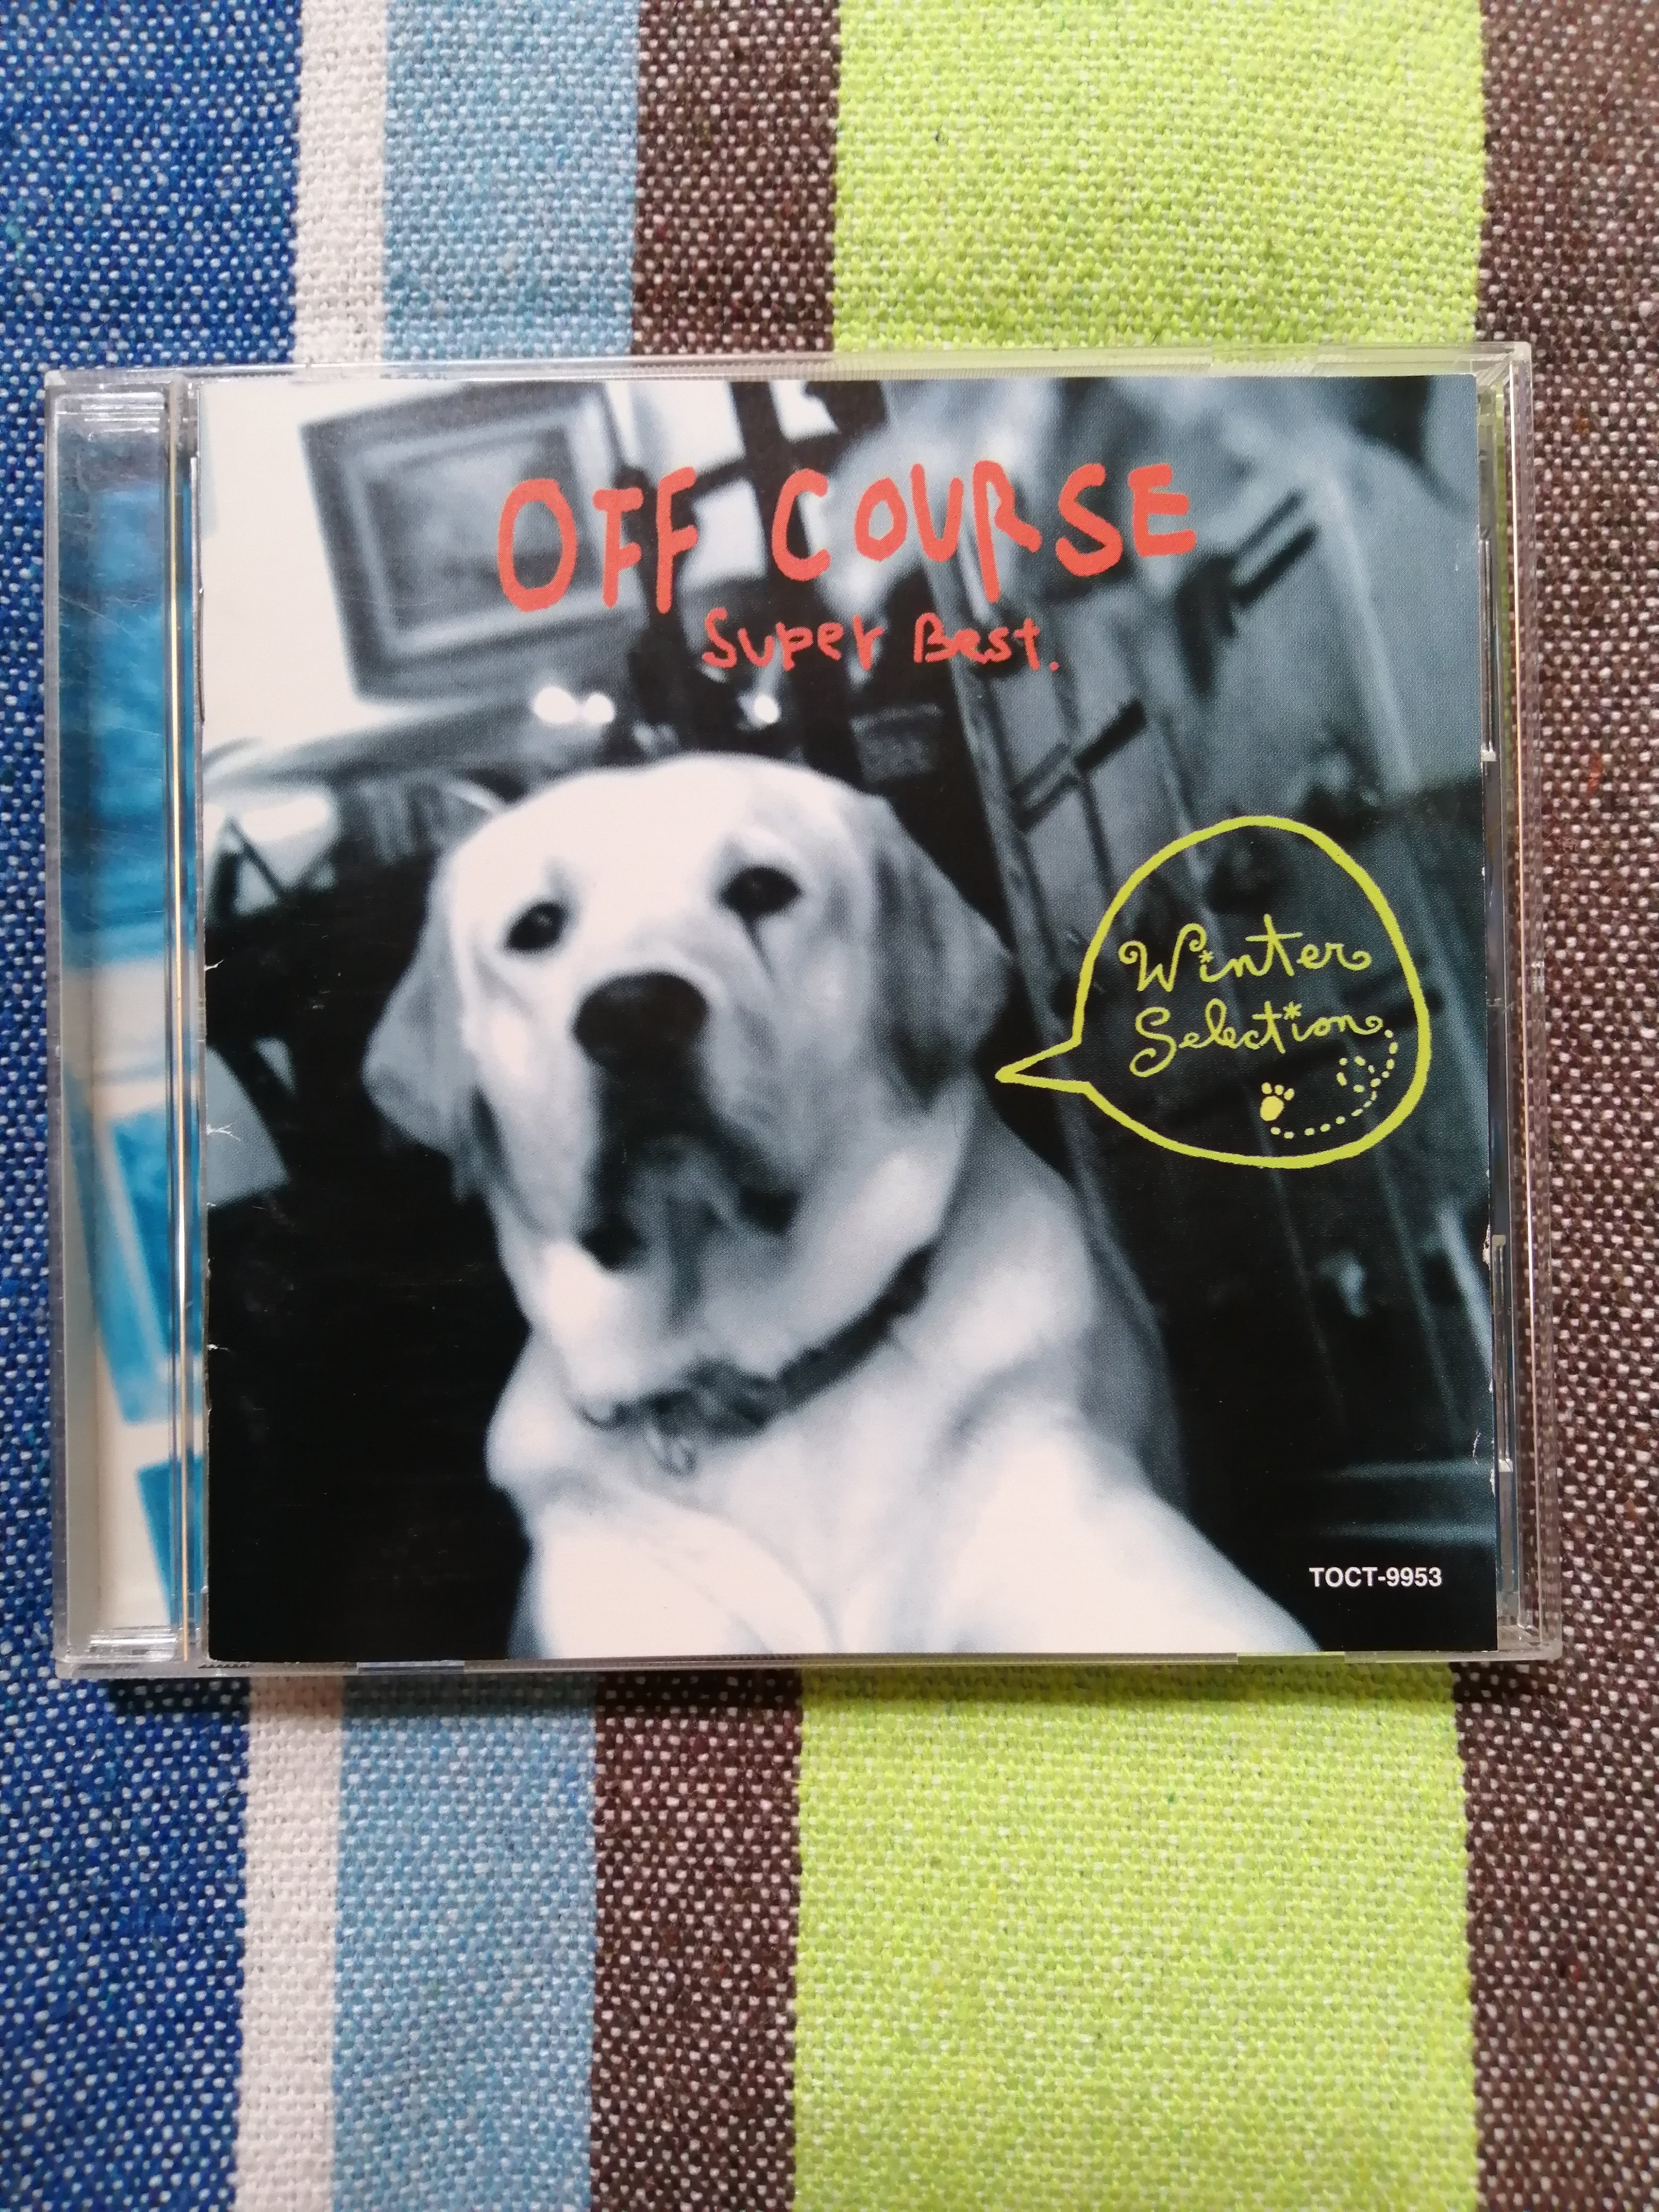 OFF COURSE
Super Best.
Winter
Selection
TOCT-9953